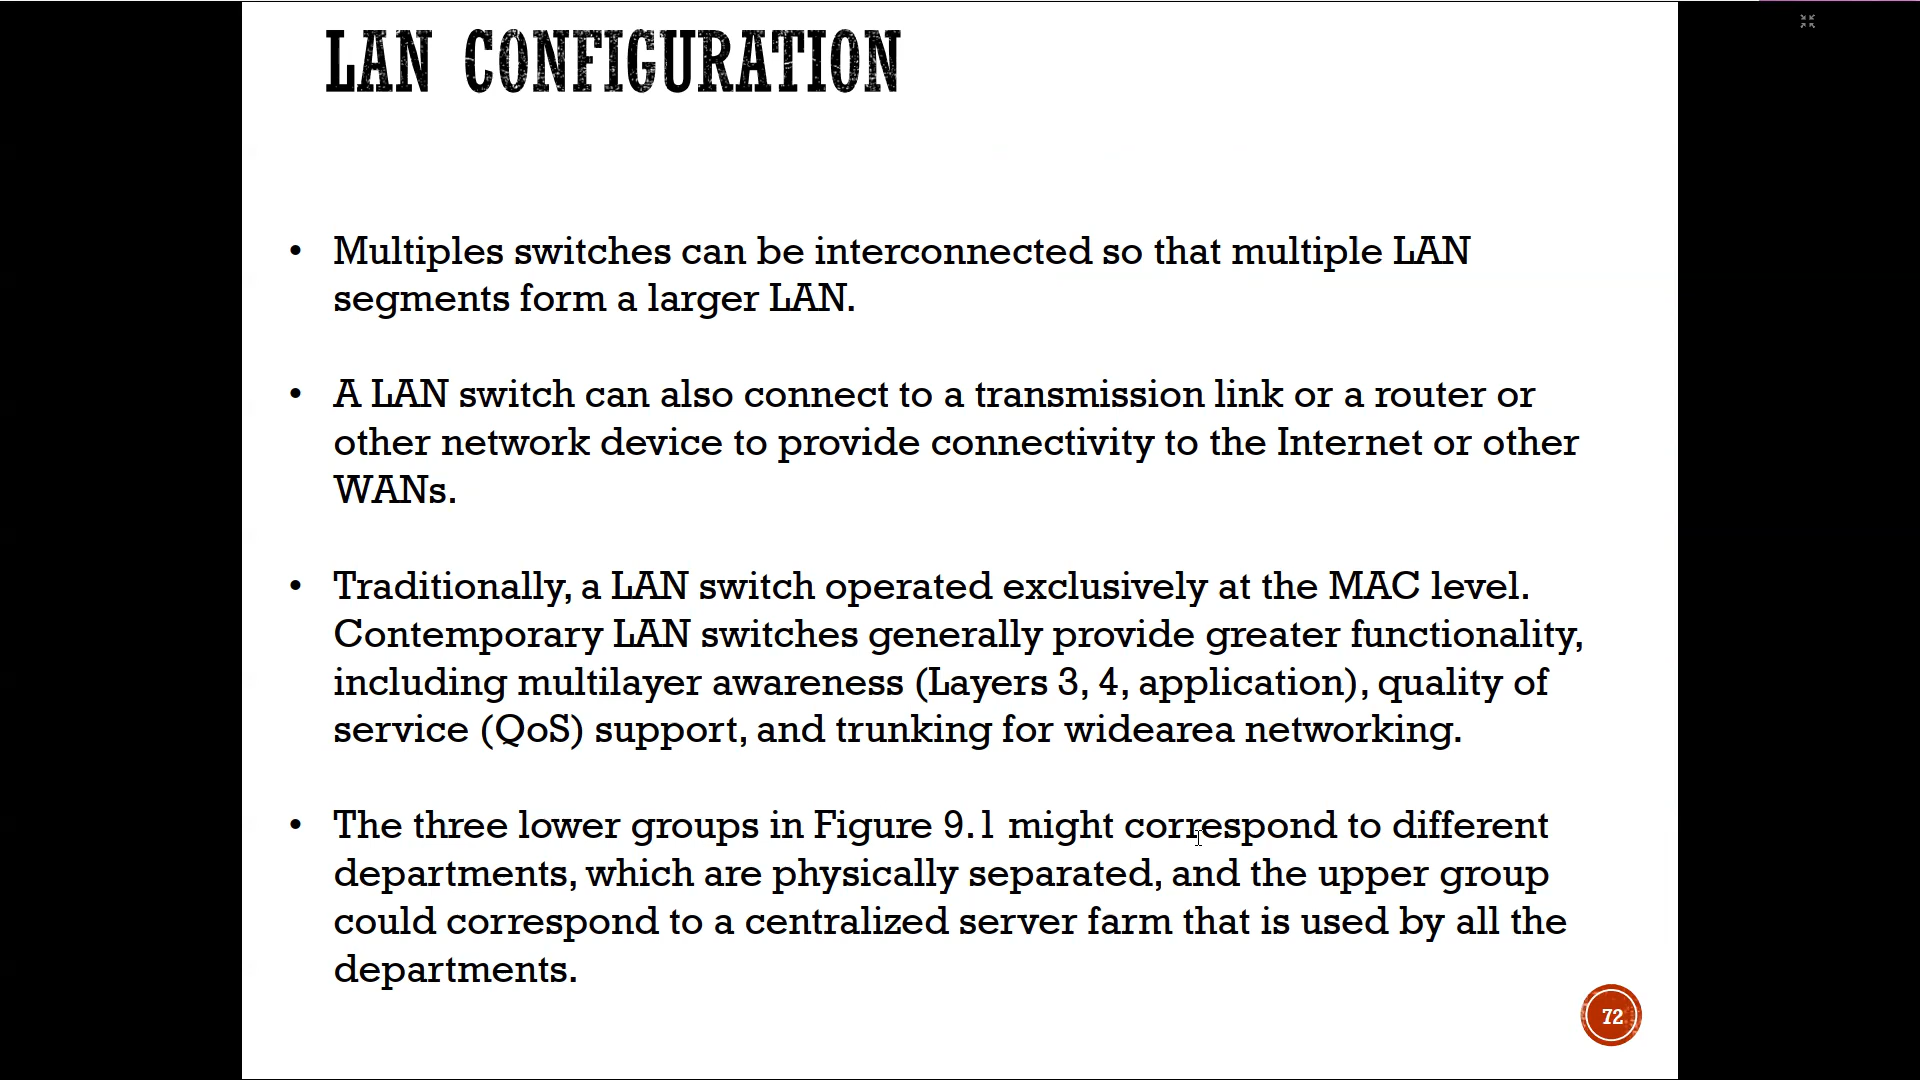 LAN CONFIGURATION
• Multiples switches can be interconnected so that multiple LAN
segments form a larger LAN.
• A LAN switch can also connect to a transmission link or a router or
other network device to provide connectivity to the Internet or other
WANs.
• Traditionally, a LAN switch operated exclusively at the MAC level.
Contemporary LAN switches generally provide greater functionality,
including multilayer awareness (Layers 3, 4, application), quality of
service (QoS) support, and trunking for widearea networking.
• The three lower groups in Figure 9.1 might correspond to different
departments, which are physically separated, and the upper group
could correspond to a centralized server farm that is used by all the
departments.
72